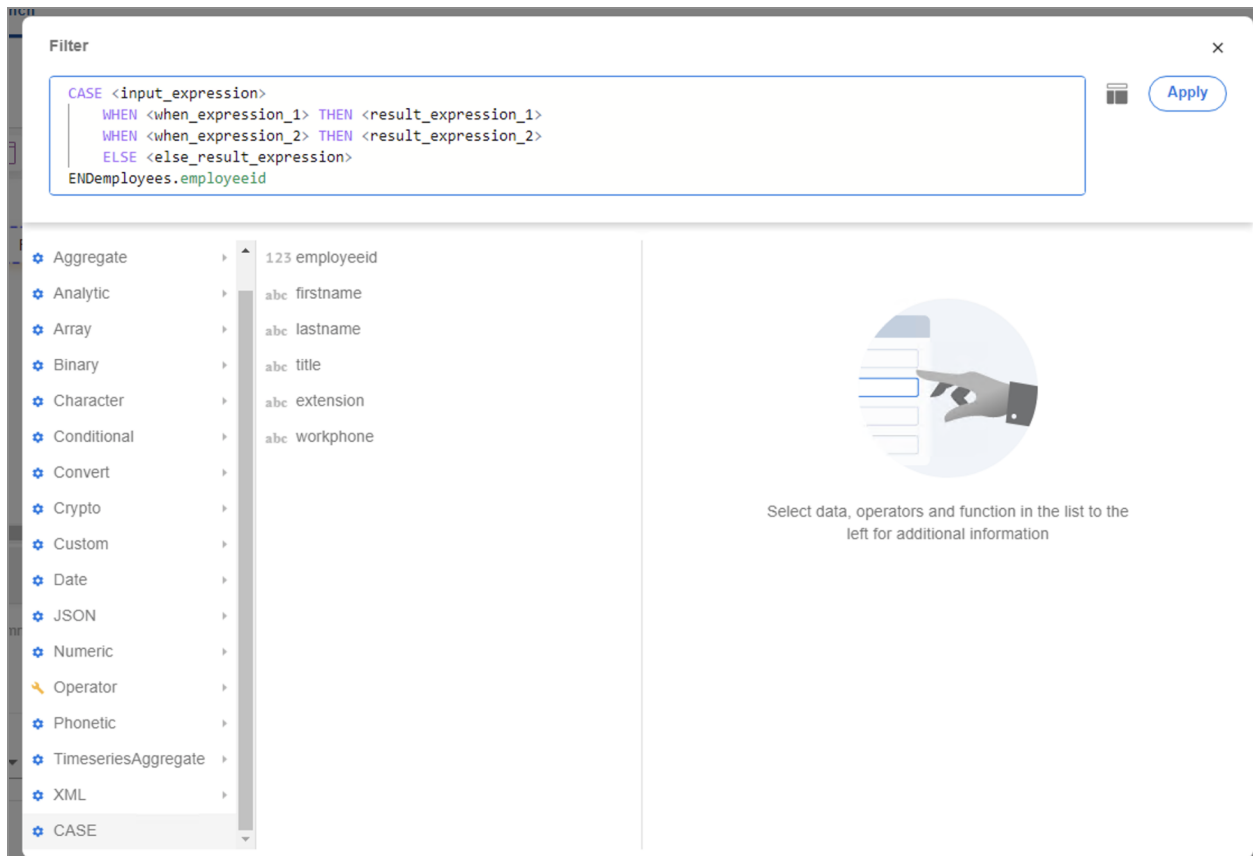 Filter
CASE <input_expression>
WHEN <when_expression_1> THEN <result_expression_1>
WHEN <when_expression_2> THEN <result_expression_2>
ELSE <else_result_expression>
ENDemployees.employeeid
Apply
Aggregate
Analytic
Array
Binary
Character
Conditional
Convert
Crypto
Custom
Date
JSON
Numeric
Operator
Phonetic
TimeseriesAggregate
XML
CASE
123 employeeid
abc firstname
abc lastname
abc title
abc extension
abc workphone
Select data, operators and function in the list to the
left for additional information